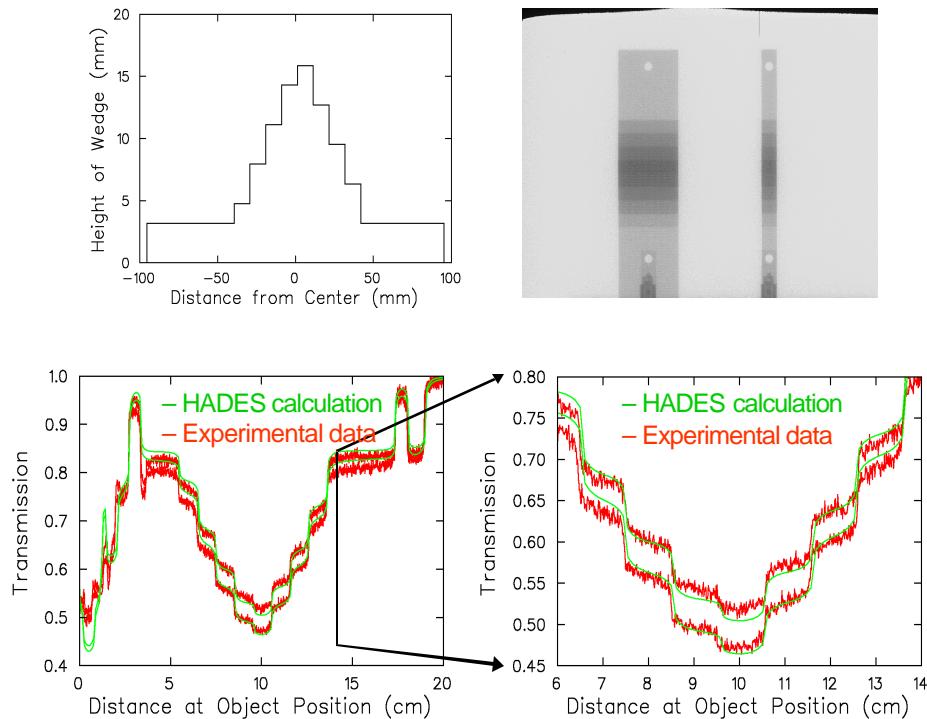 20
15
10
5
0
Height of Wedge (mm)
−100 −50 0 50 100
Distance from Center (mm)
1.0
0.9
0.8
0.7
0.6
0.5
0.4
Transmission
– HADES calculation
– Experimental data
0 5 10 15 20
Distance at Object Position (cm)
0.80
0.75
0.70
0.65
0.60
0.55
0.50
0.45
Transmission
– HADES calculation
– Experimental data
6 7 8 9 10 11 12 13 14
Distance at Object Position (cm)